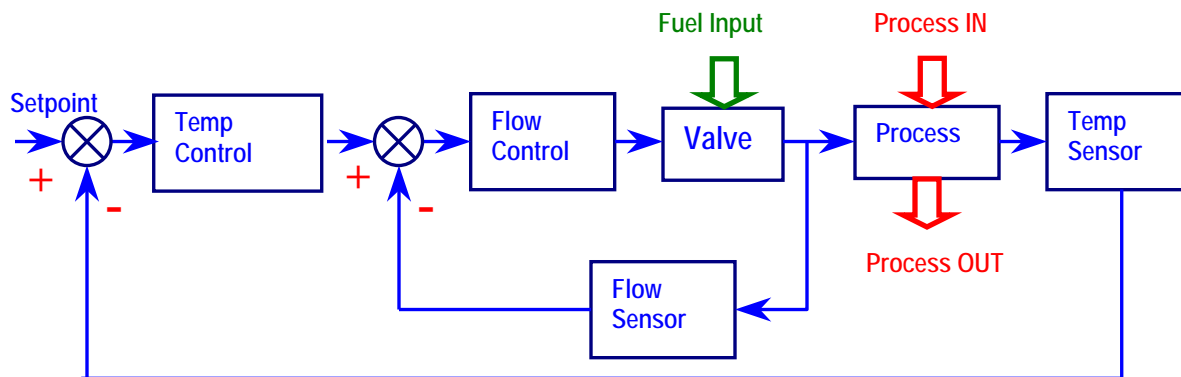 Fuel Input
Process IN
Setpoint
Temp
Control
Flow
Control
Valve
Process
Temp
Sensor
+
-
+
-
Process OUT
Flow
Sensor